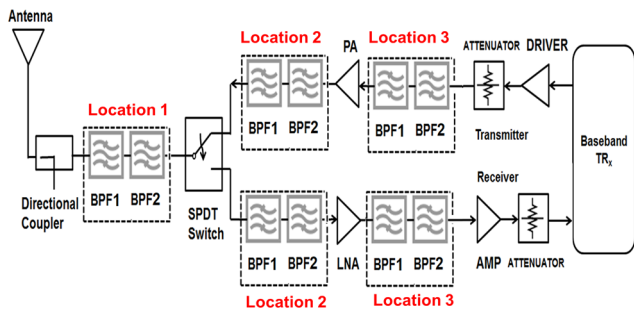 Antenna
Location 2
PA
Location 3
ATTENUATOR
DRIVER
BPF1 BPF2
BPF1 BPF2
Location 1
Transmitter
Baseband
TRx
BPF1 BPF2
Directional
Coupler
SPDT
Switch
Receiver
BPF1 BPF2
LNA
BPF1 BPF2
AMP
ATTENUATOR
Location 2
Location 3